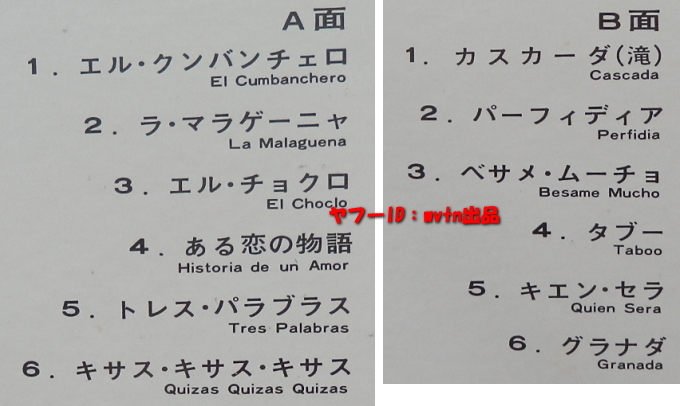 A面
1. エル・クンバンチェロ
El Cumbanchero
2. ラ・マラゲーニャ
La Malaguena
3. エル・チョクロ
El Choclo
4. ある恋の物語
Historia de un Amor
5. トレス・パラブラス
Tres Palabras
6. キサス・キサス・キサス
Quizas Quizas Quizas
B面
1. カスカーダ(滝)
Cascada
2. パーフィディア
Perfidia
3. ベサメ・ムーチョ
Besame Mucho
4. タブー
Taboo
5. キエン・セラ
Quien Sera
6. グラナダ
Granada
ヤフーID:mvtn出品